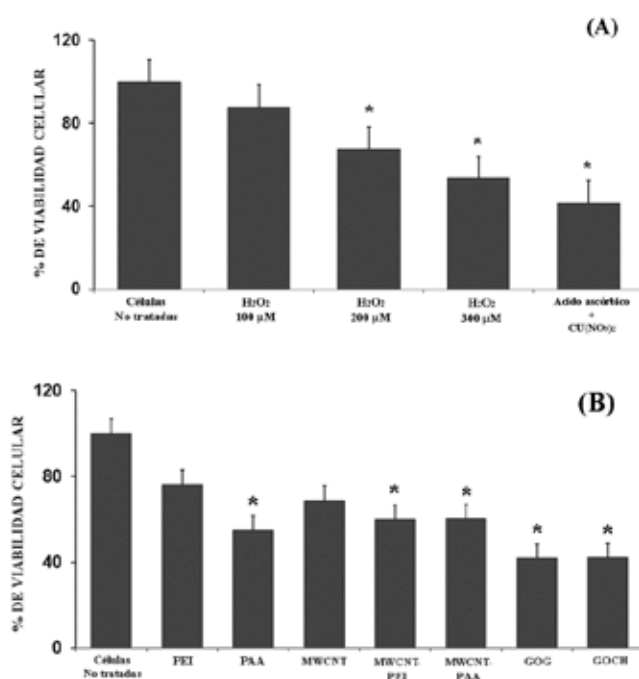 (A)
% DE VIABILIDAD CELULAR
120
80
40
0
*
*
*
Células
No tratadas
H₂O₂
100 µM
H₂O₂
200 µM
H₂O₂
300 µM
Acido ascórbico
+
CU(NO₃)₂
(B)
% DE VIABILIDAD CELULAR
120
80
40
0
*
*
*
*
*
Células
No tratadas
PEI
PAA
MWCNT
MWCNT-
PEI
MWCNT-
PAA
GOG
GOCH